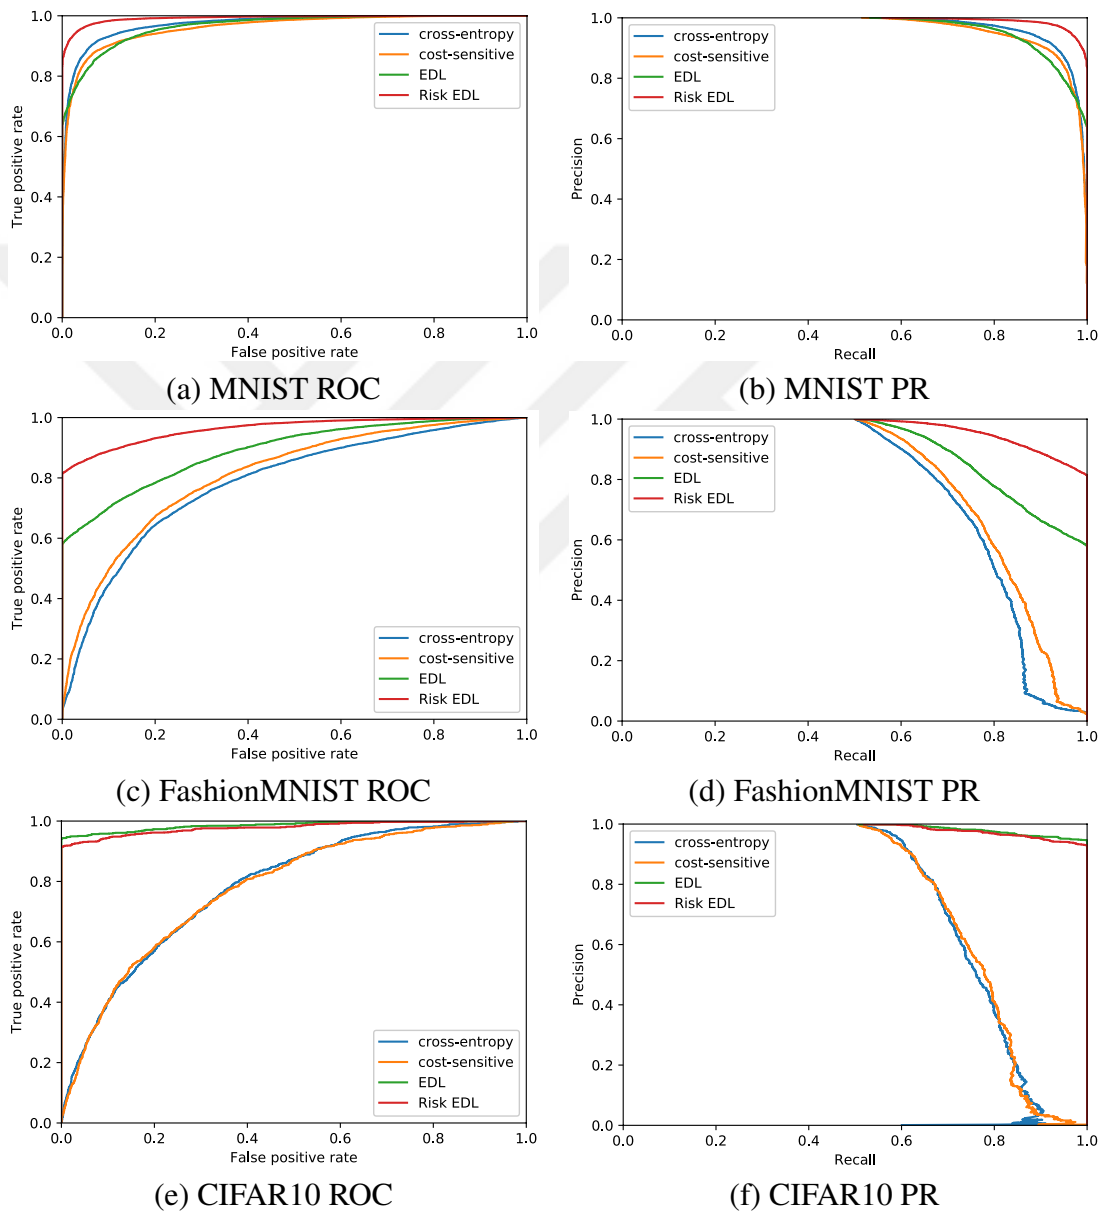 1.0
0.8
0.6
0.4
0.2
0.0
True positive rate
0.0 0.2 0.4 0.6 0.8 1.0
False positive rate
cross-entropy
cost-sensitive
EDL
Risk EDL
(a) MNIST ROC
1.0
0.8
0.6
0.4
0.2
0.0
Precision
0.0 0.2 0.4 0.6 0.8 1.0
Recall
cross-entropy
cost-sensitive
EDL
Risk EDL
(b) MNIST PR
1.0
0.8
0.6
0.4
0.2
0.0
True positive rate
0.0 0.2 0.4 0.6 0.8 1.0
False positive rate
cross-entropy
cost-sensitive
EDL
Risk EDL
(c) FashionMNIST ROC
1.0
0.8
0.6
0.4
0.2
0.0
Precision
0.0 0.2 0.4 0.6 0.8 1.0
Recall
cross-entropy
cost-sensitive
EDL
Risk EDL
(d) FashionMNIST PR
1.0
0.8
0.6
0.4
0.2
0.0
True positive rate
0.0 0.2 0.4 0.6 0.8 1.0
False positive rate
cross-entropy
cost-sensitive
EDL
Risk EDL
(e) CIFAR10 ROC
1.0
0.8
0.6
0.4
0.2
0.0
Precision
0.0 0.2 0.4 0.6 0.8 1.0
Recall
cross-entropy
cost-sensitive
EDL
Risk EDL
(f) CIFAR10 PR